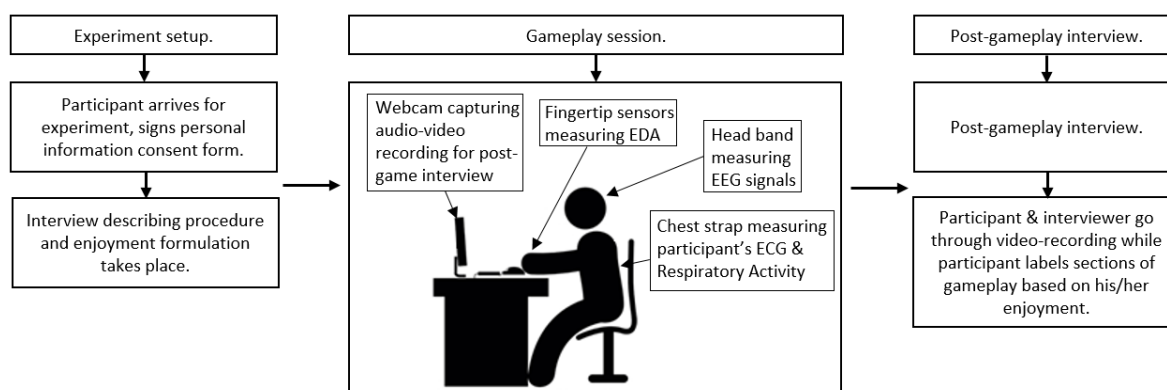 Experiment setup.
Participant arrives for
experiment, signs personal
information consent form.
Interview describing procedure
and enjoyment formulation
takes place.
Gameplay session.
Webcam capturing
audio-video
recording for post-
game interview
Fingertip sensors
measuring EDA
Head band
measuring
EEG signals
Chest strap measuring
participant’s ECG &
Respiratory Activity
Post-gameplay interview.
Post-gameplay interview.
Participant & interviewer go
through video-recording while
participant labels sections of
gameplay based on his/her
enjoyment.